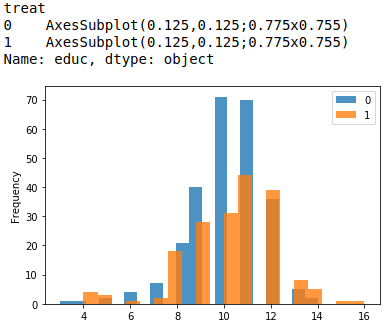 treat
0    AxesSubplot(0.125,0.125;0.775x0.755)
1    AxesSubplot(0.125,0.125;0.775x0.755)
Name: educ, dtype: object
0
1
Frequency
70
60
50
40
30
20
10
0
4 6 8 10 12 14 16